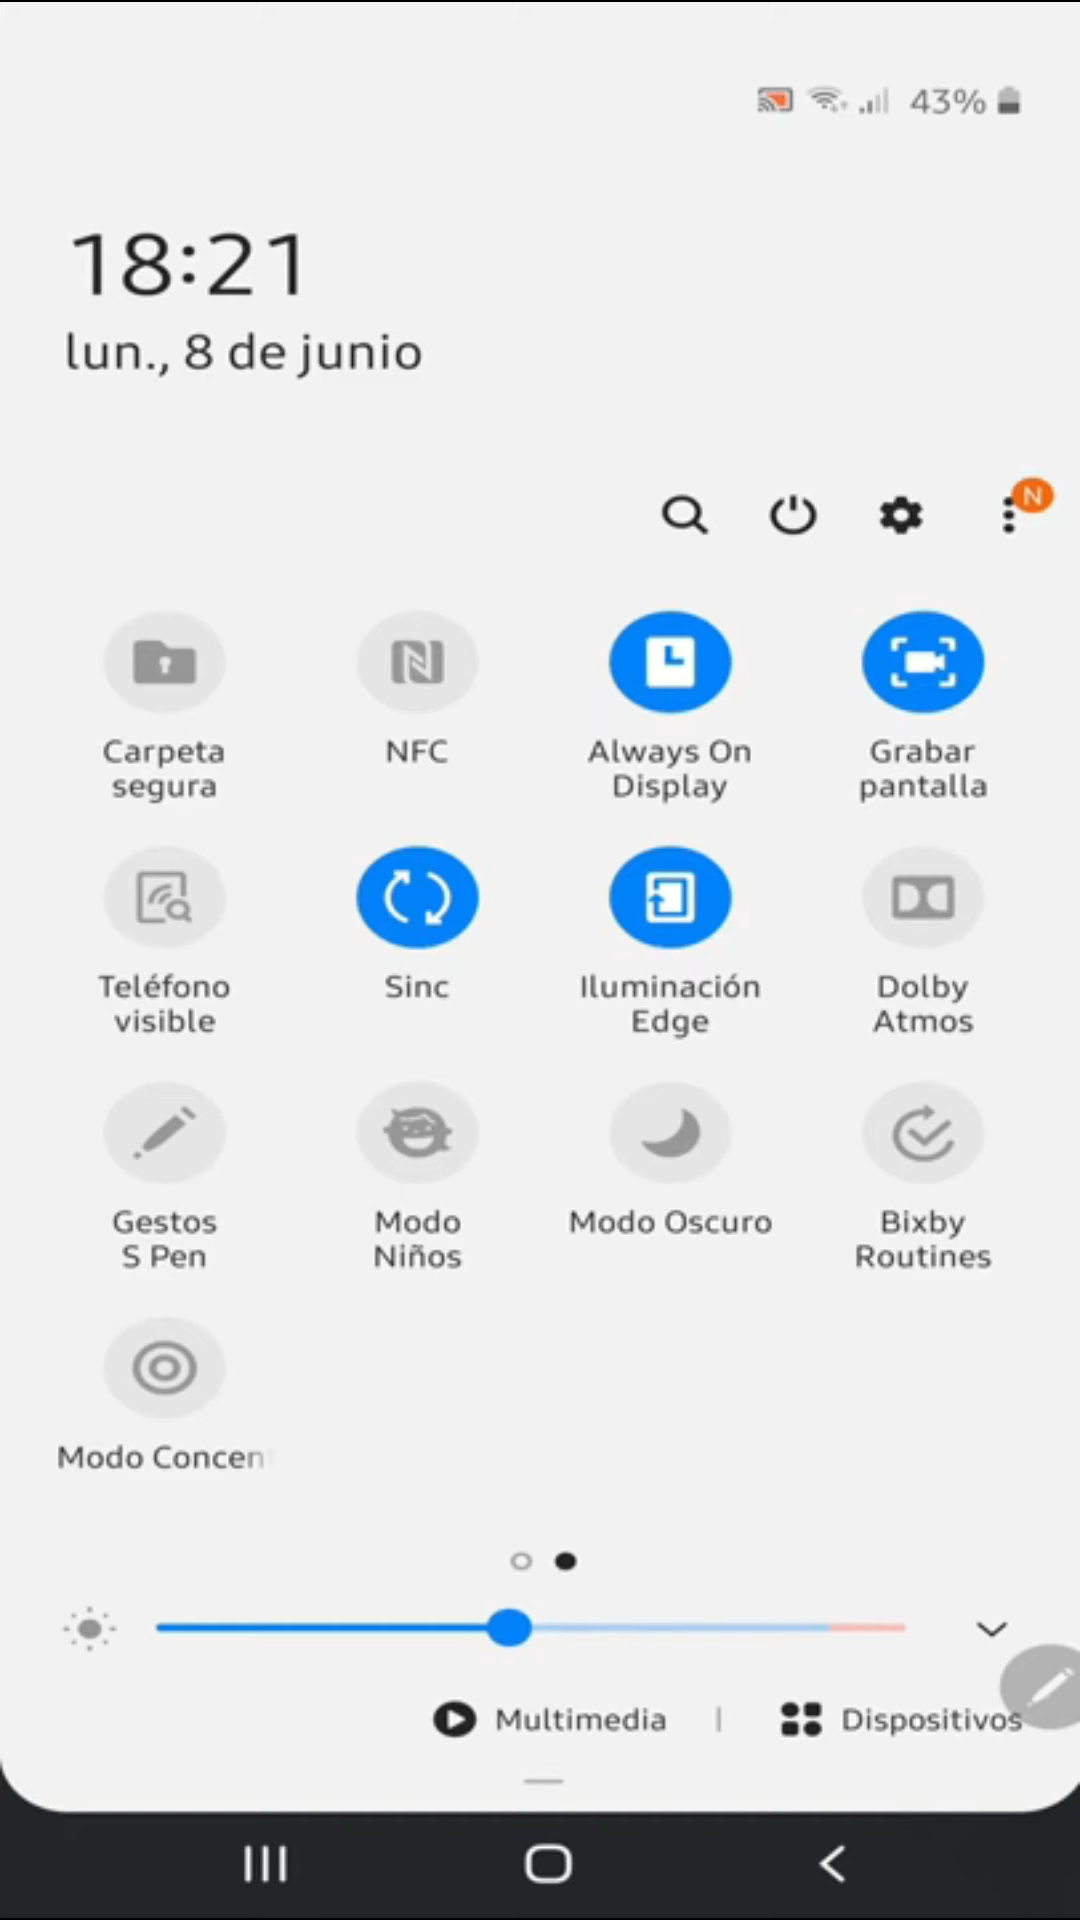 43%
18:21
lun., 8 de junio
N
Carpeta
segura
NFC
Always On
Display
Grabar
pantalla
Teléfono
visible
Sinc
Iluminación
Edge
Dolby
Atmos
Gestos
S Pen
Modo
Niños
Modo Oscuro
Bixby
Routines
Modo Concen
Multimedia | Dispositivos